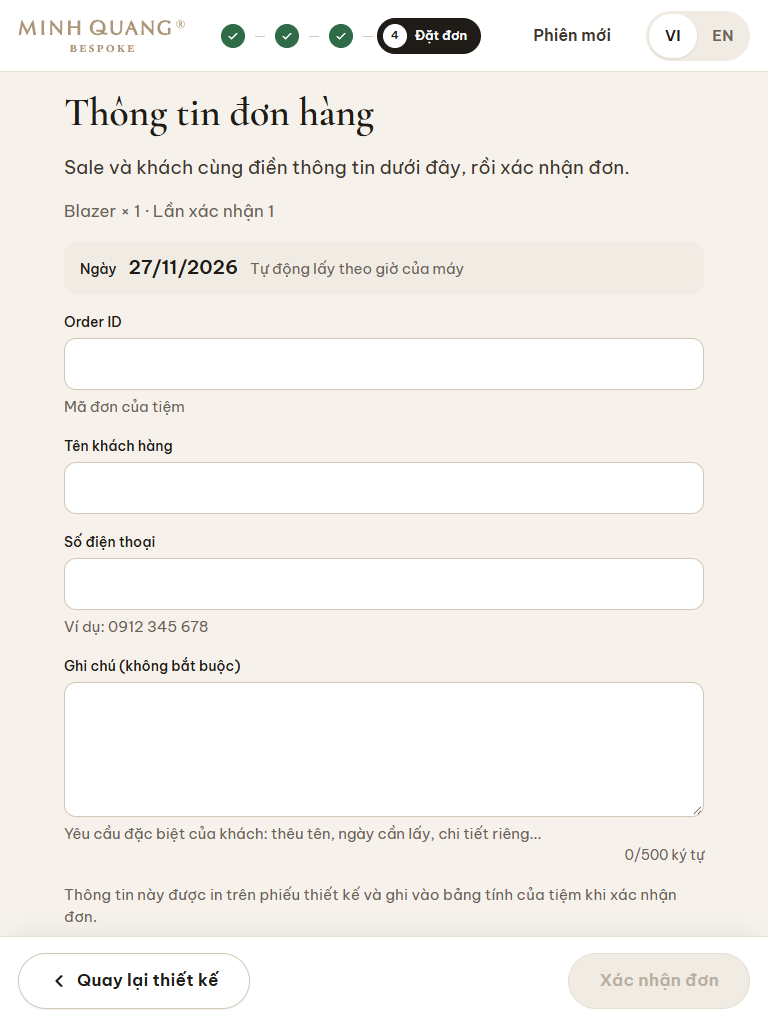 MINH QUANG®
BESPOKE
4 Đặt đơn
Phiên mới
VI EN
Thông tin đơn hàng
Sale và khách cùng điền thông tin dưới đây, rồi xác nhận đơn.
Blazer × 1 · Lần xác nhận 1
Ngày 27/11/2026 Tự động lấy theo giờ của máy
Order ID
Mã đơn của tiệm
Tên khách hàng
Số điện thoại
Ví dụ: 0912 345 678
Ghi chú (không bắt buộc)
Yêu cầu đặc biệt của khách: thêu tên, ngày cần lấy, chi tiết riêng...
0/500 ký tự
Thông tin này được in trên phiếu thiết kế và ghi vào bảng tính của tiệm khi xác nhận
đơn.
Quay lại thiết kế
Xác nhận đơn